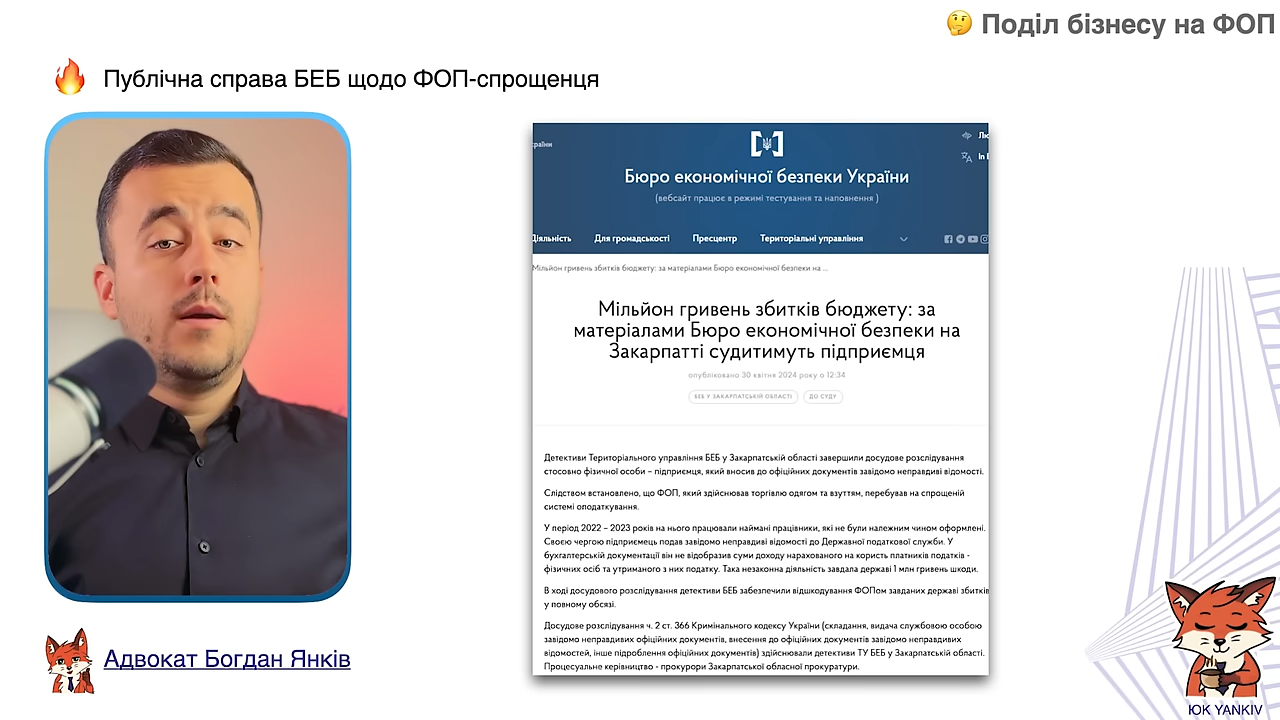 🤔 Поділ бізнесу на ФОП
🔥 Публічна справа БЕБ щодо ФОП-спрощенця
країни
Бюро економічної безпеки України
(вебсайт працює в режимі тестування та наповнення )
Діяльність Для громадськості Пресцентр Територіальні управління
Мільйон гривень збитків бюджету: за матеріалами Бюро економічної безпеки на ...
Мільйон гривень збитків бюджету: за
матеріалами Бюро економічної безпеки на
Закарпатті судитимуть підприємця
опубліковано 30 квітня 2024 року о 12:34
БЕБ У ЗАКАРПАТСЬКІЙ ОБЛАСТІ ДО СУДУ
Детективи Територіального управління БЕБ у Закарпатській області завершили досудове розслідування
стосовно фізичної особи – підприємця, який вносив до офіційних документів завідомо неправдиві відомості.
Слідством встановлено, що ФОП, який здійснював торгівлю одягом та взуттям, перебував на спрощеній
системі оподаткування.
У період 2022 – 2023 років на нього працювали наймані працівники, які не були належним чином оформлені.
Своєю чергою підприємець подав завідомо неправдиві відомості до Державної податкової служби. У
бухгалтерській документації він не відобразив суми доходу нарахованого на користь платників податків -
фізичних осіб та утриманого з них податку. Така незаконна діяльність завдала державі 1 млн гривень шкоди.
В ході досудового розслідування детективи БЕБ забезпечили відшкодування ФОПом завданих державі збитків
у повному обсязі.
Досудове розслідування ч. 2 ст. 366 Кримінального кодексу України (складання, видача службовою особою
завідомо неправдивих офіційних документів, внесення до офіційних документів завідомо неправдивих
відомостей, інше підроблення офіційних документів) здійснювали детективи ТУ БЕБ у Закарпатській області.
Процесуальне керівництво - прокурори Закарпатської обласної прокуратури.
Адвокат Богдан Янків
ЮК YANKIV